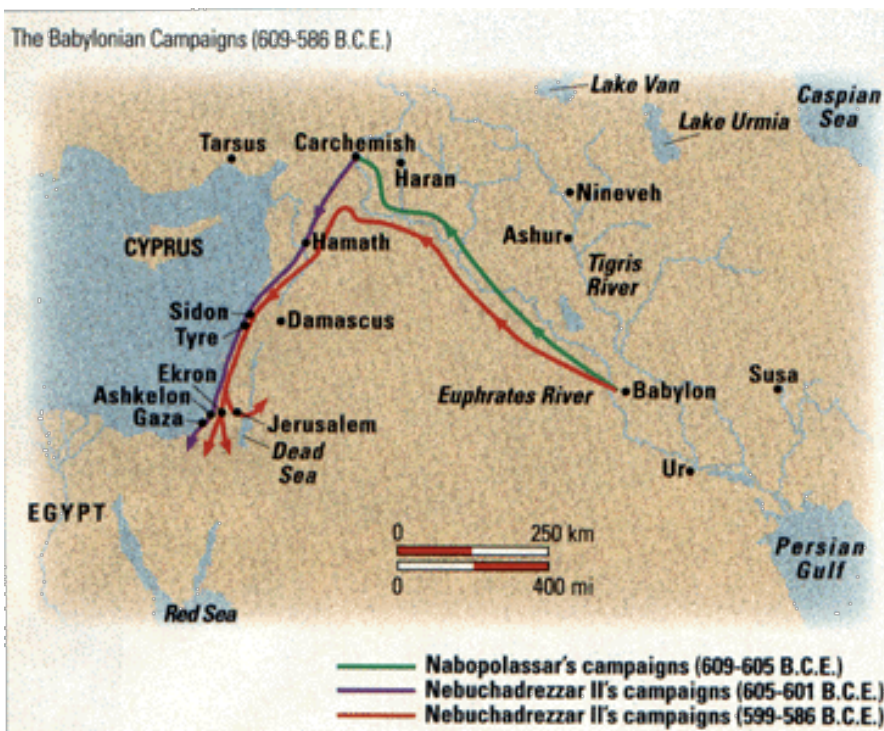 The Babylonian Campaigns (609-586 B.C.E.)
Lake Van
Caspian
Sea
Lake Urmia
Tarsus
Carchemish
Haran
Nineveh
CYPRUS
Hamath
Ashur
Tigris
River
Sidon
Tyre
Damascus
Ekron
Ashkelon
Gaza
Jerusalem
Dead
Sea
Euphrates River
Babylon
Susa
Ur
EGYPT
0 250 km
0 400 mi
Persian
Gulf
Red Sea
Nabopolassar's campaigns (609-605 B.C.E.)
Nebuchadrezzar II's campaigns (605-601 B.C.E.)
Nebuchadrezzar II's campaigns (599-586 B.C.E.)